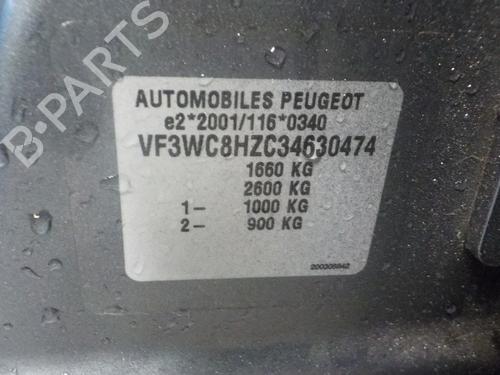 B-PARTS
AUTOMOBILES PEUGEOT
e2*2001/116*0340
VF3WC8HZC34630474
1660 KG
2600 KG
1- 1000 KG
2- 900 KG